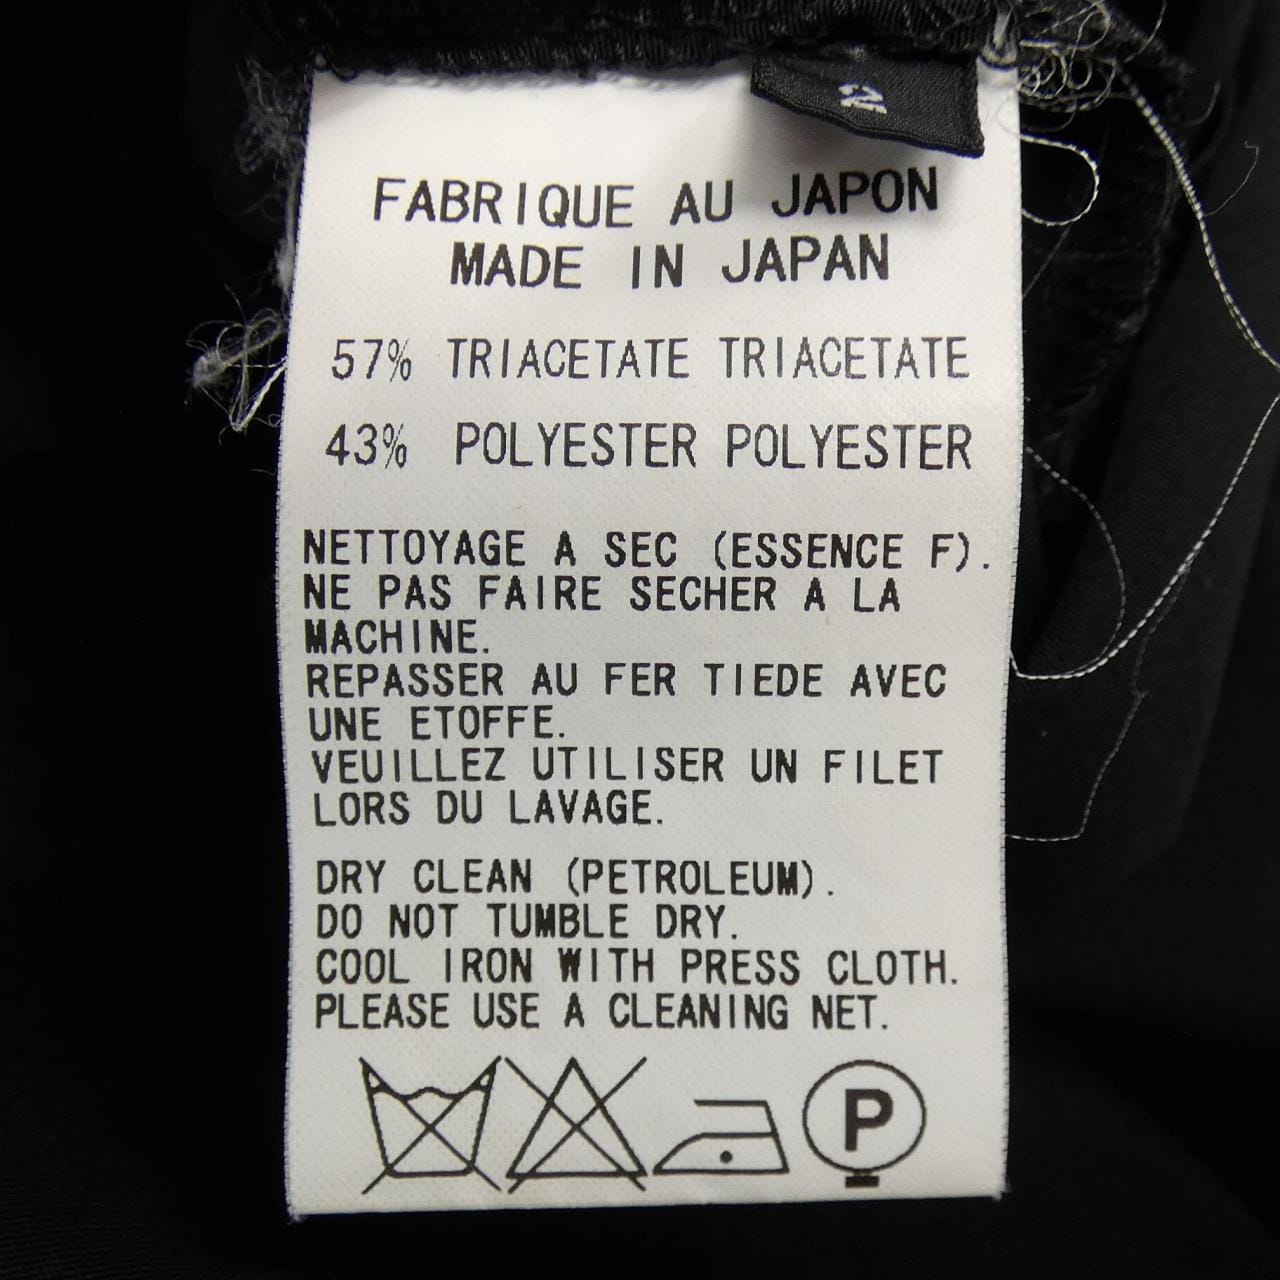 2
FABRIQUE AU JAPON
MADE IN JAPAN
57% TRIACETATE TRIACETATE
43% POLYESTER POLYESTER
NETTOYAGE A SEC (ESSENCE F).
NE PAS FAIRE SECHER A LA
MACHINE.
REPASSER AU FER TIEDE AVEC
UNE ETOFFE.
VEUILLEZ UTILISER UN FILET
LORS DU LAVAGE.
DRY CLEAN (PETROLEUM).
DO NOT TUMBLE DRY.
COOL IRON WITH PRESS CLOTH.
PLEASE USE A CLEANING NET.
P